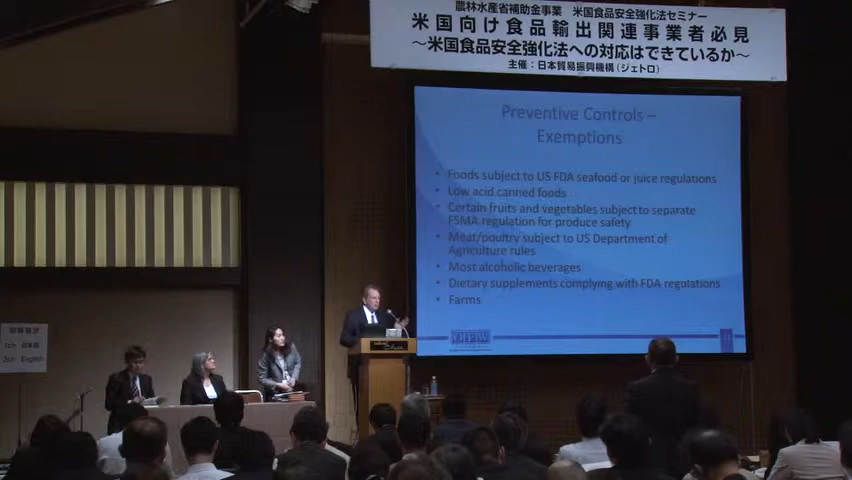 農林水産省補助金事業 米国食品安全強化法セミナー
米国向け食品輸出関連事業者必見
～米国食品安全強化法への対応はできているか～
主催：日本貿易振興機構（ジェトロ）
Preventive Controls –
Exemptions
• Foods subject to US FDA seafood or juice regulations
• Low acid canned foods
• Certain fruits and vegetables subject to separate
FSMA regulation for produce safety
• Meat/poultry subject to US Department of
Agriculture rules
• Most alcoholic beverages
• Dietary supplements complying with FDA regulations
• Farms
OFW
1ch 日本語
2ch English